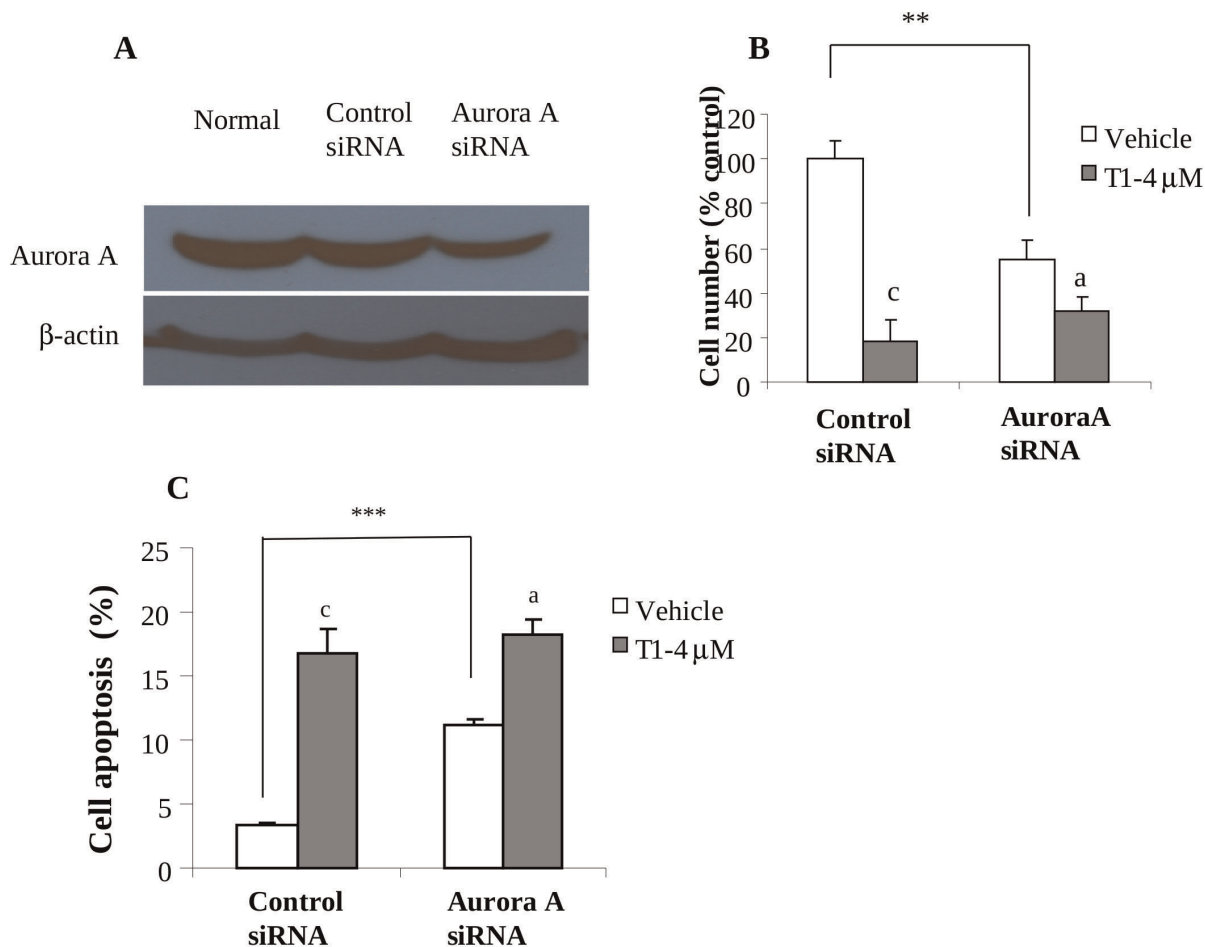 A
Normal
Control
siRNA
Aurora A
siRNA
Aurora A
β-actin
B
**
Cell number (% control)
120
100
80
60
40
20
0
c
a
Vehicle
T1-4 μM
Control
siRNA
AuroraA
siRNA
C
***
Cell apoptosis (%)
25
20
15
10
5
0
c
a
Vehicle
T1-4 μM
Control
siRNA
Aurora A
siRNA